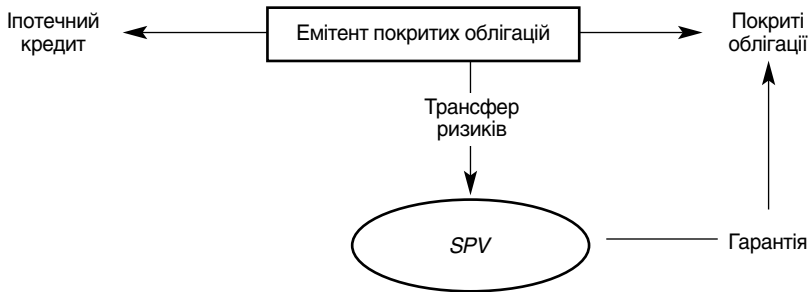 Іпотечний
кредит
Емітент покритих облігацій
Покриті
облігації
Трансфер
ризиків
SPV
Гарантія